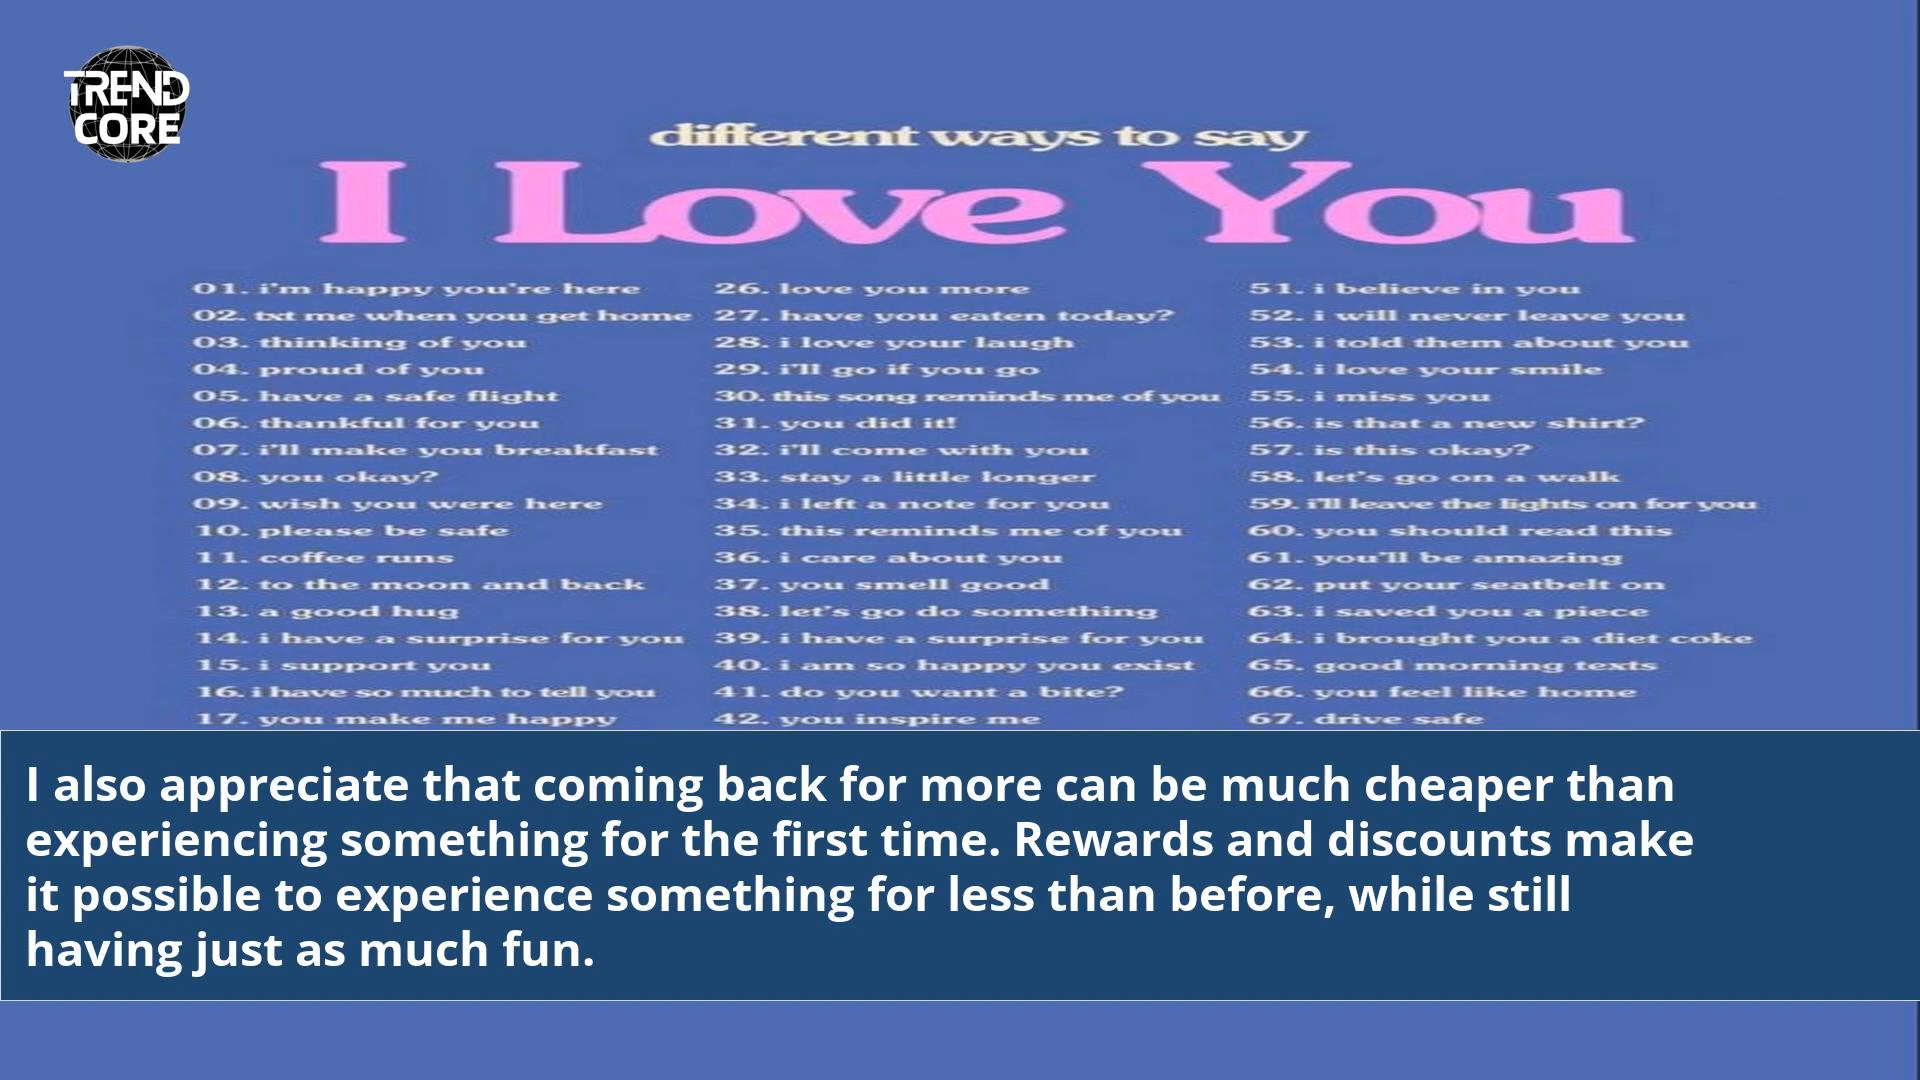 TREND
CORE
different ways to say
I Love You
01. i'm happy you're here
02. txt me when you get home
03. thinking of you
04. proud of you
05. have a safe flight
06. thankful for you
07. i'll make you breakfast
08. you okay?
09. wish you were here
10. please be safe
11. coffee runs
12. to the moon and back
13. a good hug
14. i have a surprise for you
15. i support you
16. i have so much to tell you
17. you make me happy
26. love you more
27. have you eaten today?
28. i love your laugh
29. i'll go if you go
30. this song reminds me of you
31. you did it!
32. i'll come with you
33. stay a little longer
34. i left a note for you
35. this reminds me of you
36. i care about you
37. you smell good
38. let's go do something
39. i have a surprise for you
40. i am so happy you exist
41. do you want a bite?
42. you inspire me
51. i believe in you
52. i will never leave you
53. i told them about you
54. i love your smile
55. i miss you
56. is that a new shirt?
57. is this okay?
58. let's go on a walk
59. i'll leave the lights on for you
60. you should read this
61. you'll be amazing
62. put your seatbelt on
63. i saved you a piece
64. i brought you a diet coke
65. good morning texts
66. you feel like home
67. drive safe
I also appreciate that coming back for more can be much cheaper than
experiencing something for the first time. Rewards and discounts make
it possible to experience something for less than before, while still
having just as much fun.